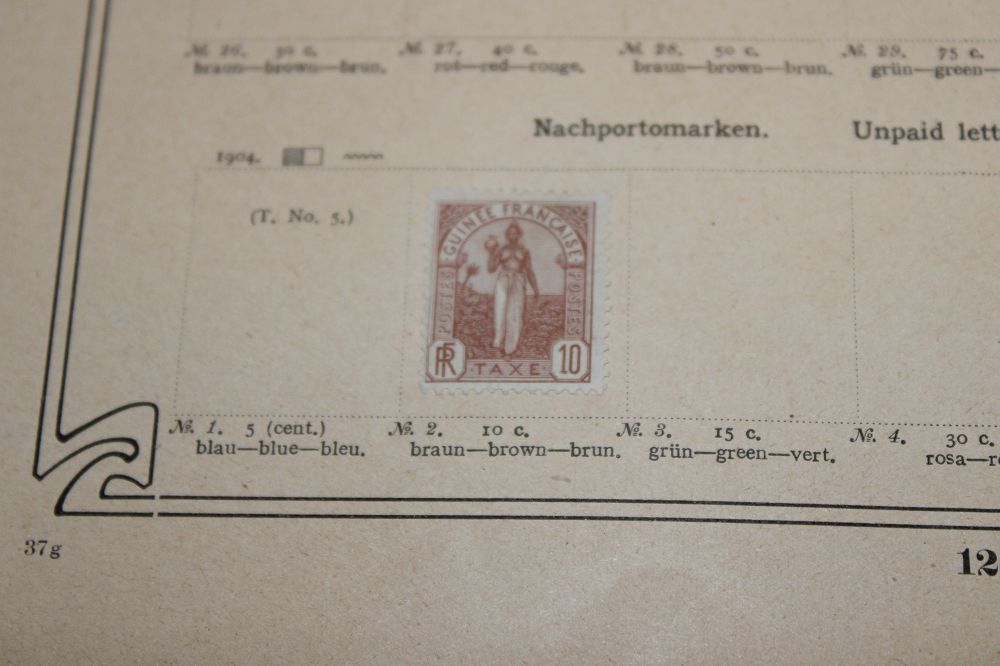 №. 26. 30 c.
braun—brown—brun.
№. 27. 40 c.
rot—red—rouge.
№. 28. 50 c.
braun—brown—brun.
№. 29. 75 c.
grün—green—
Nachportomarken. Unpaid lett
1904.
(T. No. 5.)
GUINÉE FRANÇAISE
POSTES
POSTES
RF
TAXE
10
№. 1. 5 (cent.)
blau—blue—bleu.
№. 2. 10 c.
braun—brown—brun.
№. 3. 15 c.
grün—green—vert.
№. 4. 30 c.
rosa—ro
37g
12